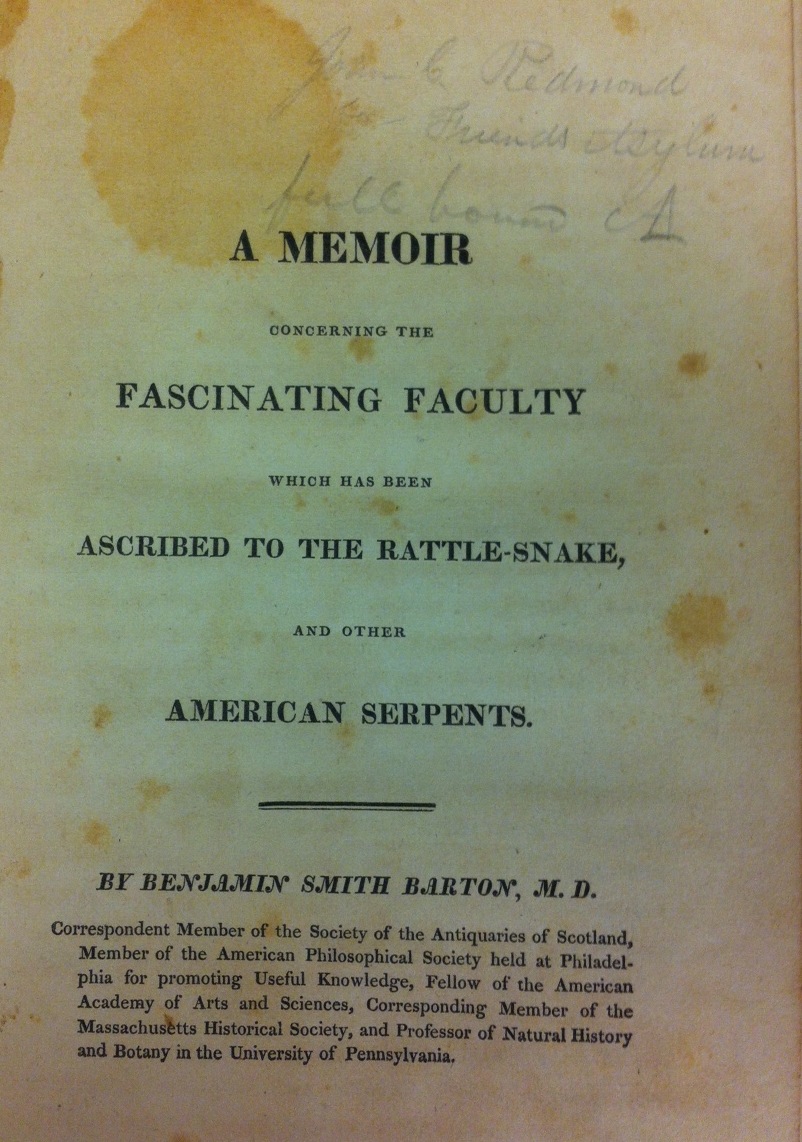 John C Redmond
Friends Asylum
full bound
A MEMOIR
CONCERNING THE
FASCINATING FACULTY
WHICH HAS BEEN
ASCRIBED TO THE RATTLE-SNAKE,
AND OTHER
AMERICAN SERPENTS.
BY BENJAMIN SMITH BARTON, M. D.
Correspondent Member of the Society of the Antiquaries of Scotland,
Member of the American Philosophical Society held at Philadel-
phia for promoting Useful Knowledge, Fellow of the American
Academy of Arts and Sciences, Corresponding Member of the
Massachusetts Historical Society, and Professor of Natural History
and Botany in the University of Pennsylvania.